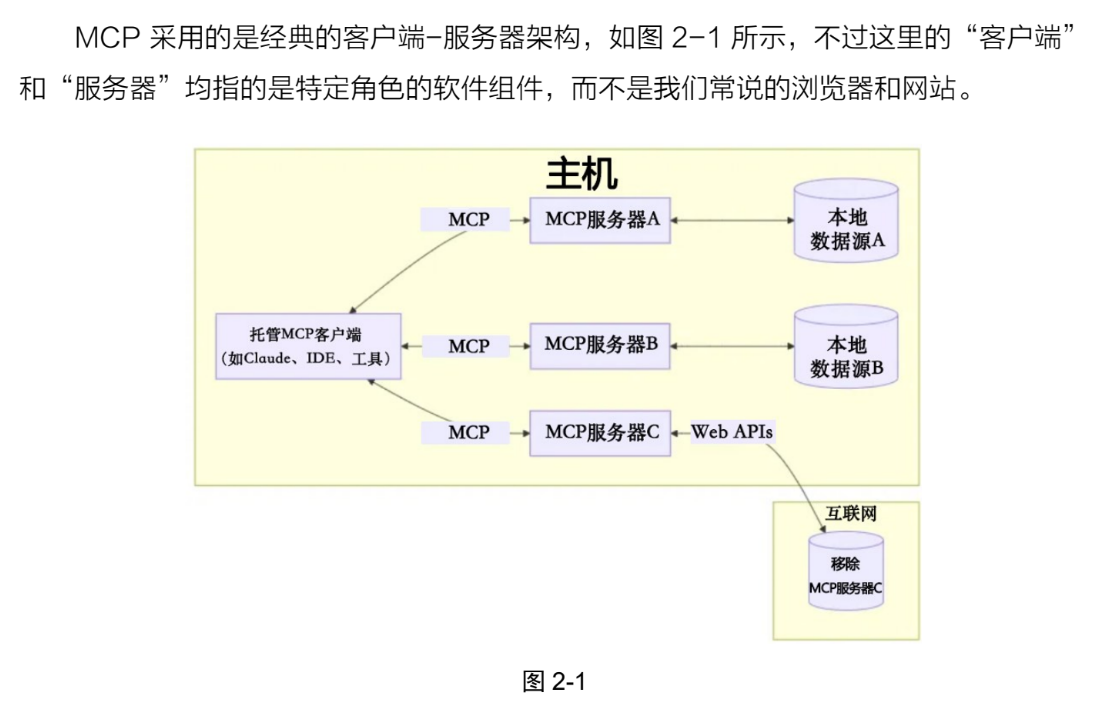 MCP 采用的是经典的客户端–服务器架构，如图 2–1 所示，不过这里的“客户端”
和“服务器”均指的是特定角色的软件组件，而不是我们常说的浏览器和网站。
主机
MCP
MCP服务器A
本地
数据源A
托管MCP客户端
（如Claude、IDE、工具）
MCP
MCP服务器B
本地
数据源B
MCP
MCP服务器C
Web APIs
互联网
移除
MCP服务器C
图 2-1